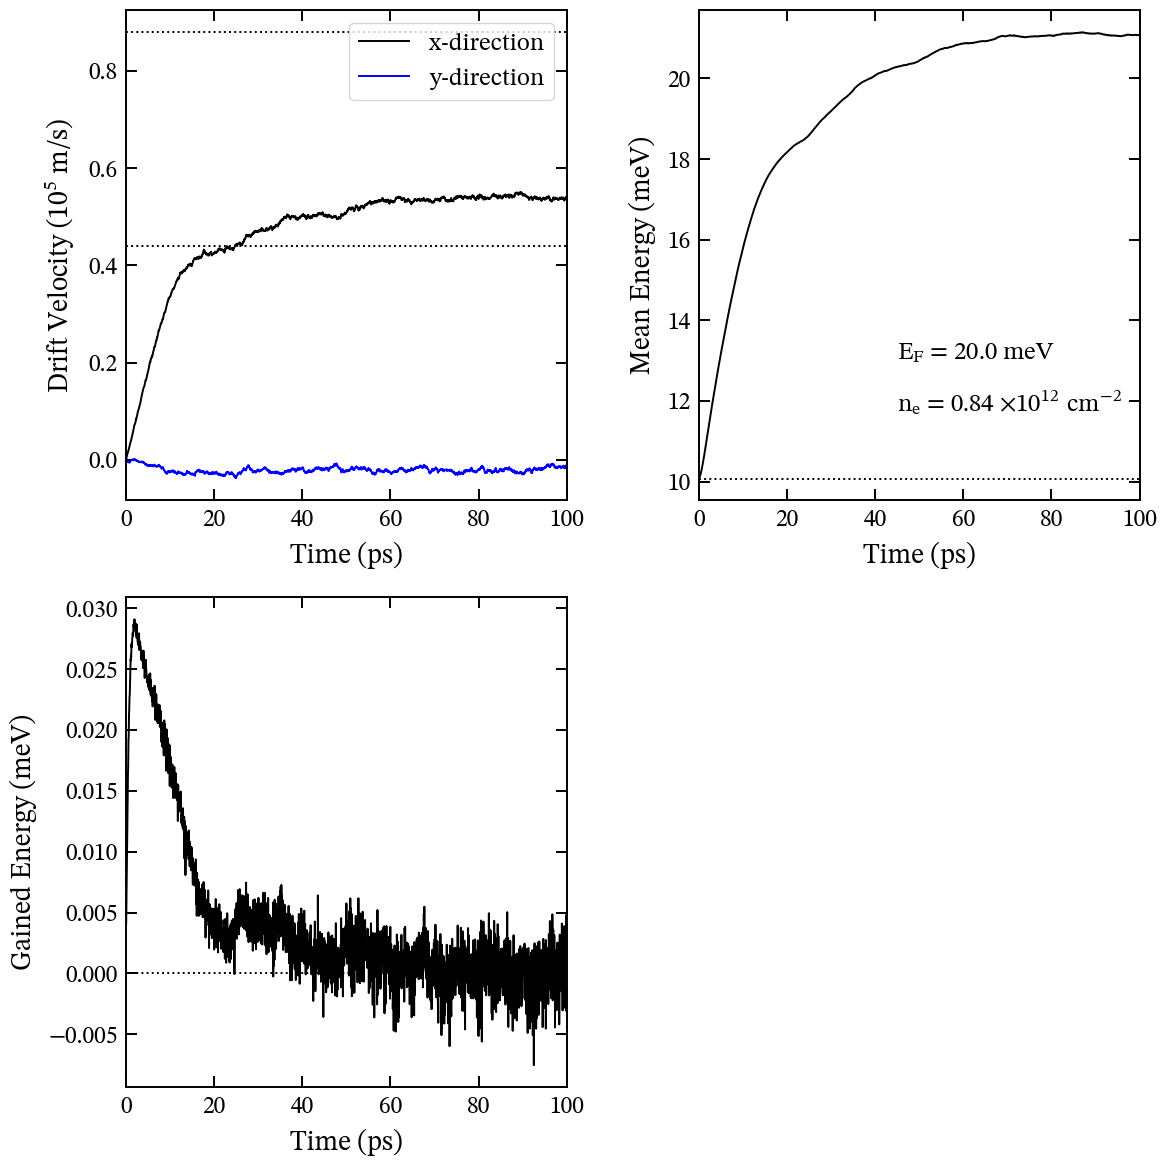 x-direction
y-direction
0.8
0.6
0.4
0.2
0.0
Drift Velocity (10⁵ m/s)
0 20 40 60 80 100
Time (ps)
20
18
16
14
12
10
Mean Energy (meV)
E_F = 20.0 meV
n_e = 0.84 ×10¹² cm⁻²
0 20 40 60 80 100
Time (ps)
0.030
0.025
0.020
0.015
0.010
0.005
0.000
−0.005
Gained Energy (meV)
0 20 40 60 80 100
Time (ps)